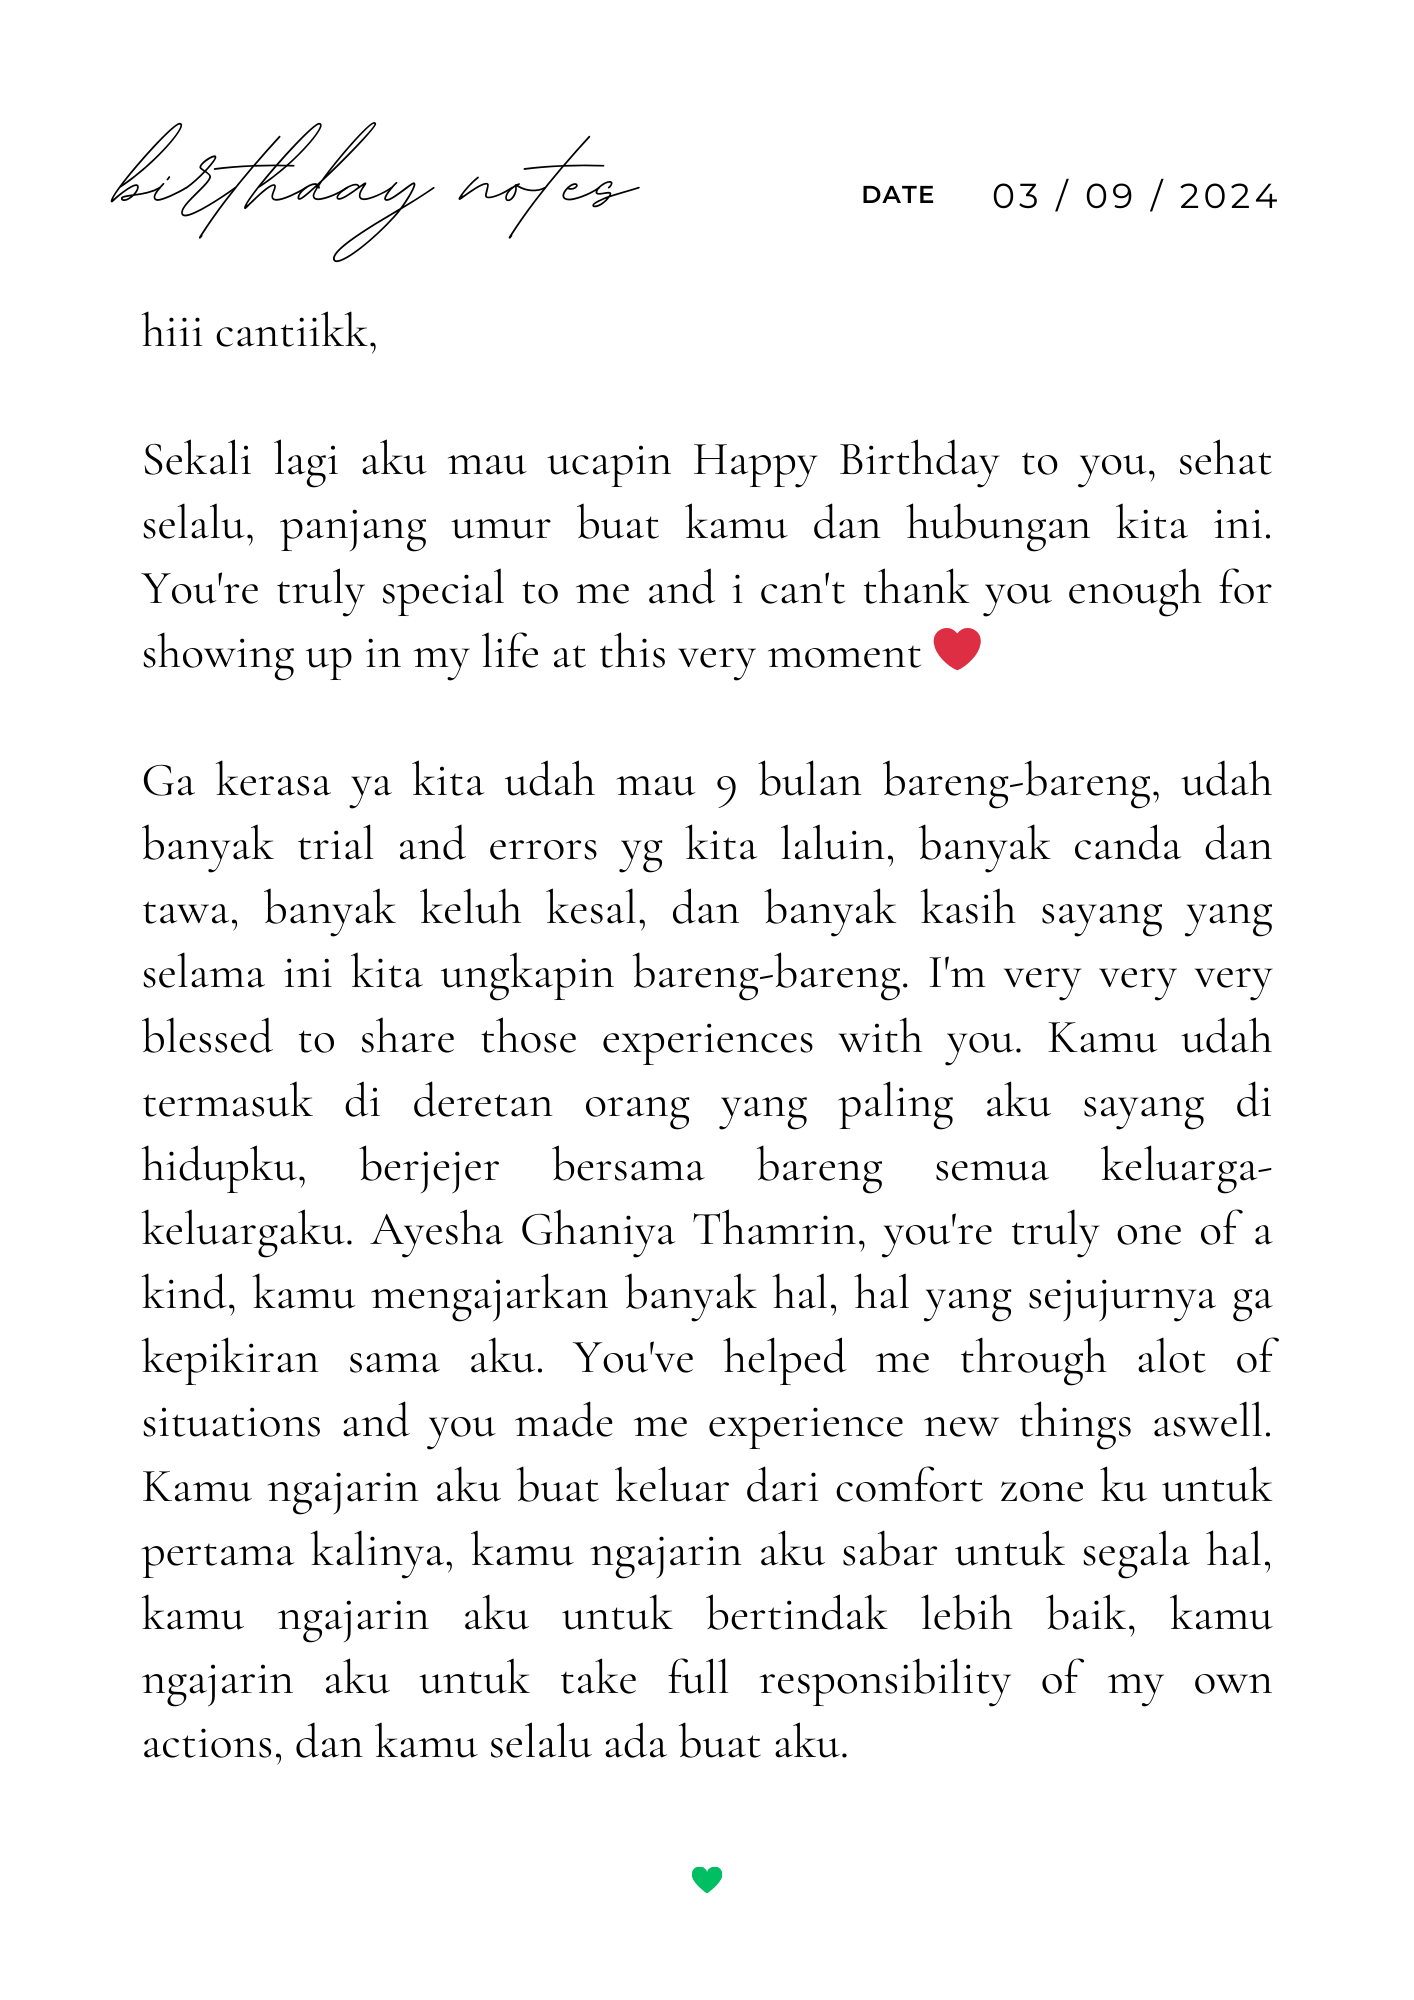 birthday notes
DATE 03 / 09 / 2024
hiii cantiikk,
Sekali lagi aku mau ucapin Happy Birthday to you, sehat
selalu, panjang umur buat kamu dan hubungan kita ini.
You're truly special to me and i can't thank you enough for
showing up in my life at this very moment ❤️
Ga kerasa ya kita udah mau 9 bulan bareng-bareng, udah
banyak trial and errors yg kita laluin, banyak canda dan
tawa, banyak keluh kesal, dan banyak kasih sayang yang
selama ini kita ungkapin bareng-bareng. I'm very very very
blessed to share those experiences with you. Kamu udah
termasuk di deretan orang yang paling aku sayang di
hidupku, berjejer bersama bareng semua keluarga-
keluargaku. Ayesha Ghaniya Thamrin, you're truly one of a
kind, kamu mengajarkan banyak hal, hal yang sejujurnya ga
kepikiran sama aku. You've helped me through alot of
situations and you made me experience new things aswell.
Kamu ngajarin aku buat keluar dari comfort zone ku untuk
pertama kalinya, kamu ngajarin aku sabar untuk segala hal,
kamu ngajarin aku untuk bertindak lebih baik, kamu
ngajarin aku untuk take full responsibility of my own
actions, dan kamu selalu ada buat aku.